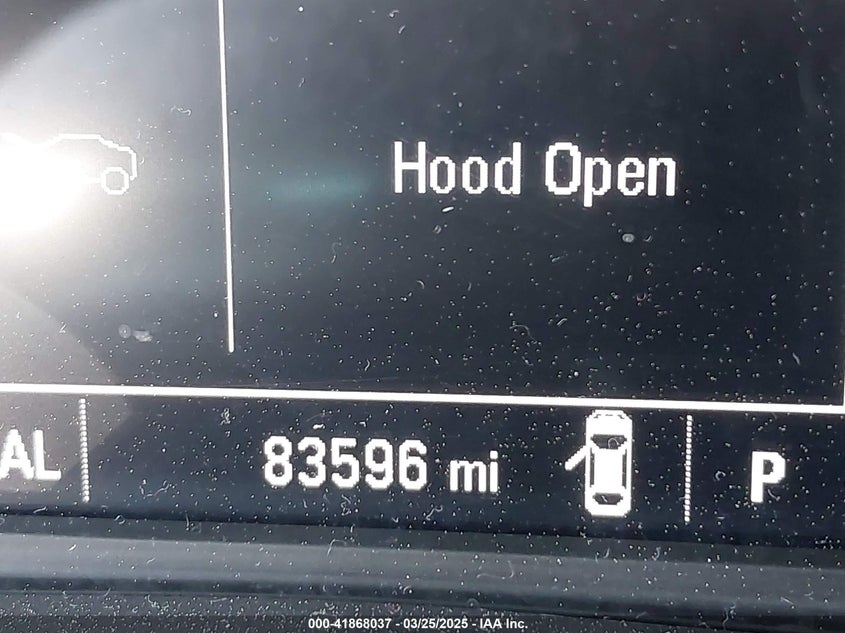 Hood Open
AL
83596 mi
P
000-41868037 - 03/25/2025 - IAA Inc.